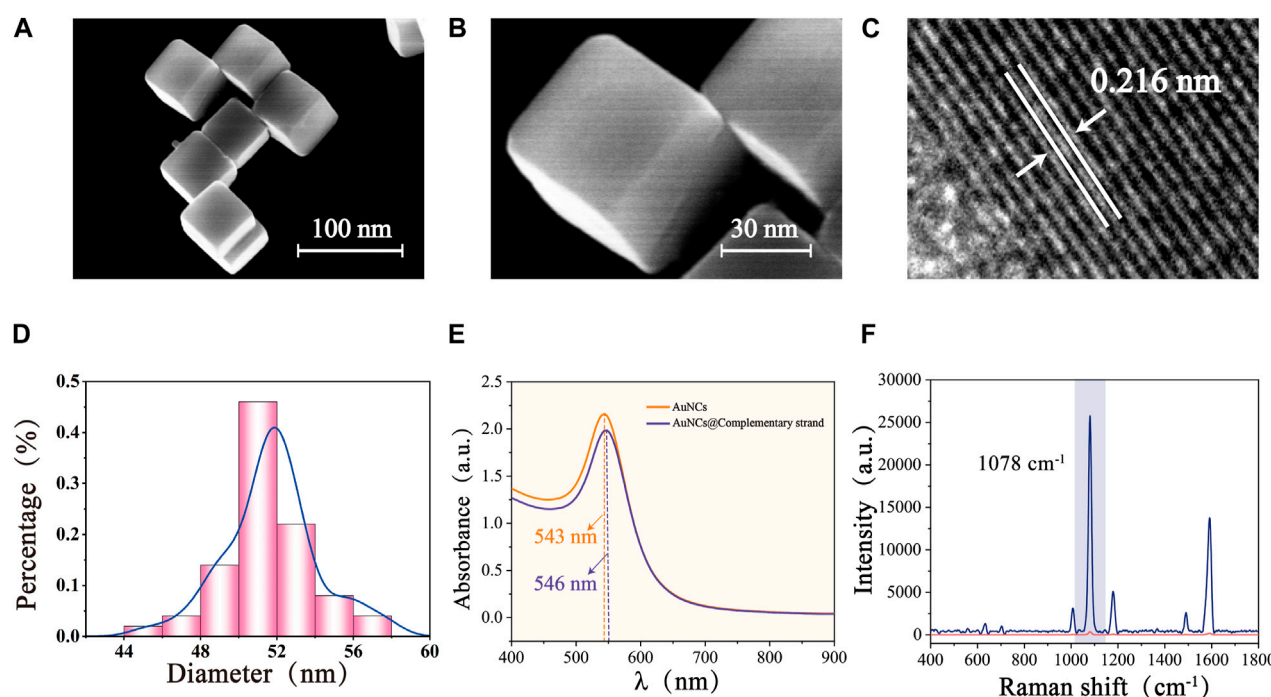 A
100 nm
B
30 nm
C
0.216 nm
D
Percentage (%)
0.5
0.4
0.3
0.2
0.1
0.0
44 48 52 56 60
Diameter (nm)
E
Absorbance (a.u.)
2.5
2.0
1.5
1.0
0.5
0.0
AuNCs
AuNCs@Complementary strand
543 nm
546 nm
400 500 600 700 800 900
λ (nm)
F
Intensity (a.u.)
30000
25000
20000
15000
10000
5000
0
1078 cm⁻¹
400 600 800 1000 1200 1400 1600 1800
Raman shift (cm⁻¹)